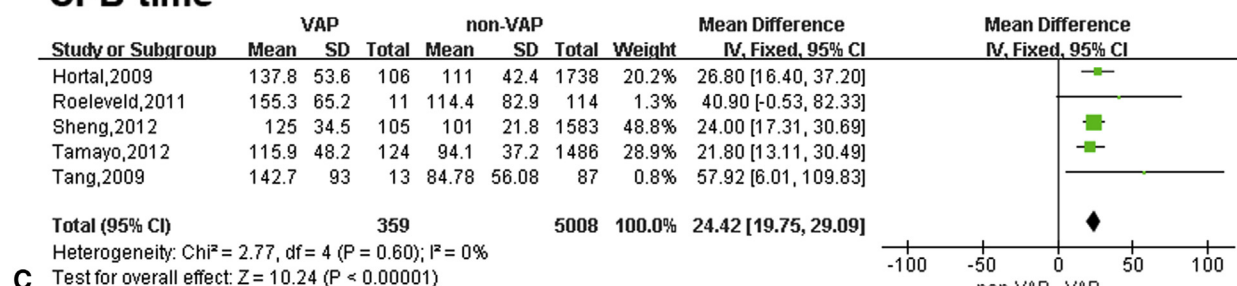 CPB-time
VAP non-VAP Mean Difference Mean Difference
Study or Subgroup Mean SD Total Mean SD Total Weight IV, Fixed, 95% CI IV, Fixed, 95% CI
Hortal,2009 137.8 53.6 106 111 42.4 1738 20.2% 26.80 [16.40, 37.20]
Roeleveld,2011 155.3 65.2 11 114.4 82.9 114 1.3% 40.90 [-0.53, 82.33]
Sheng,2012 125 34.5 105 101 21.8 1583 48.8% 24.00 [17.31, 30.69]
Tamayo,2012 115.9 48.2 124 94.1 37.2 1486 28.9% 21.80 [13.11, 30.49]
Tang,2009 142.7 93 13 84.78 56.08 87 0.8% 57.92 [6.01, 109.83]
Total (95% CI) 359 5008 100.0% 24.42 [19.75, 29.09]
Heterogeneity: Chi² = 2.77, df = 4 (P = 0.60); I² = 0%
-100 -50 0 50 100
C Test for overall effect: Z = 10.24 (P < 0.00001)
non-VAP VAP